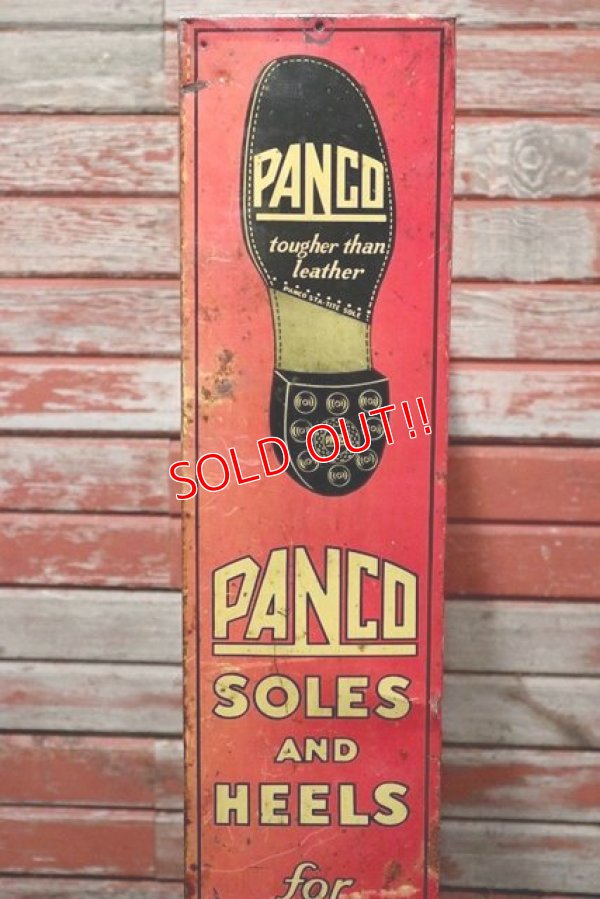 PANCO
tougher than
leather
PANCO STA-TITE SOLE
SOLD OUT!!
PANCO
SOLES
AND
HEELS
for